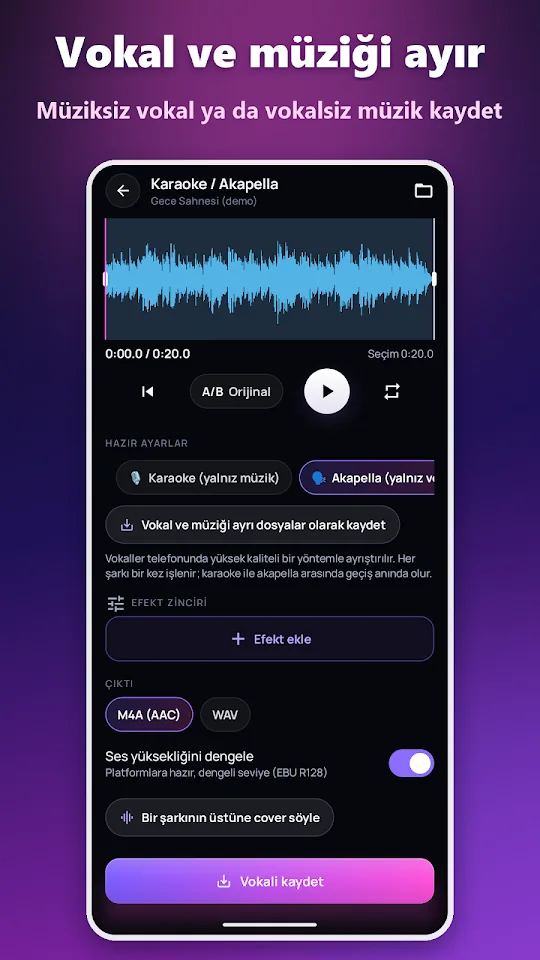 Vokal ve müziği ayır
Müziksiz vokal ya da vokalsiz müzik kaydet
Karaoke / Akapella
Gece Sahnesi (demo)
0:00.0 / 0:20.0
Seçim 0:20.0
A/B Orijinal
HAZIR AYARLAR
Karaoke (yalnız müzik)
Akapella (yalnız vo
Vokal ve müziği ayrı dosyalar olarak kaydet
Vokaller telefonunda yüksek kaliteli bir yöntemle ayrıştırılır. Her
şarkı bir kez işlenir; karaoke ile akapella arasında geçiş anında olur.
EFEKT ZİNCİRİ
+ Efekt ekle
ÇIKTI
M4A (AAC)
WAV
Ses yüksekliğini dengele
Platformlara hazır, dengeli seviye (EBU R128)
Bir şarkının üstüne cover söyle
Vokali kaydet